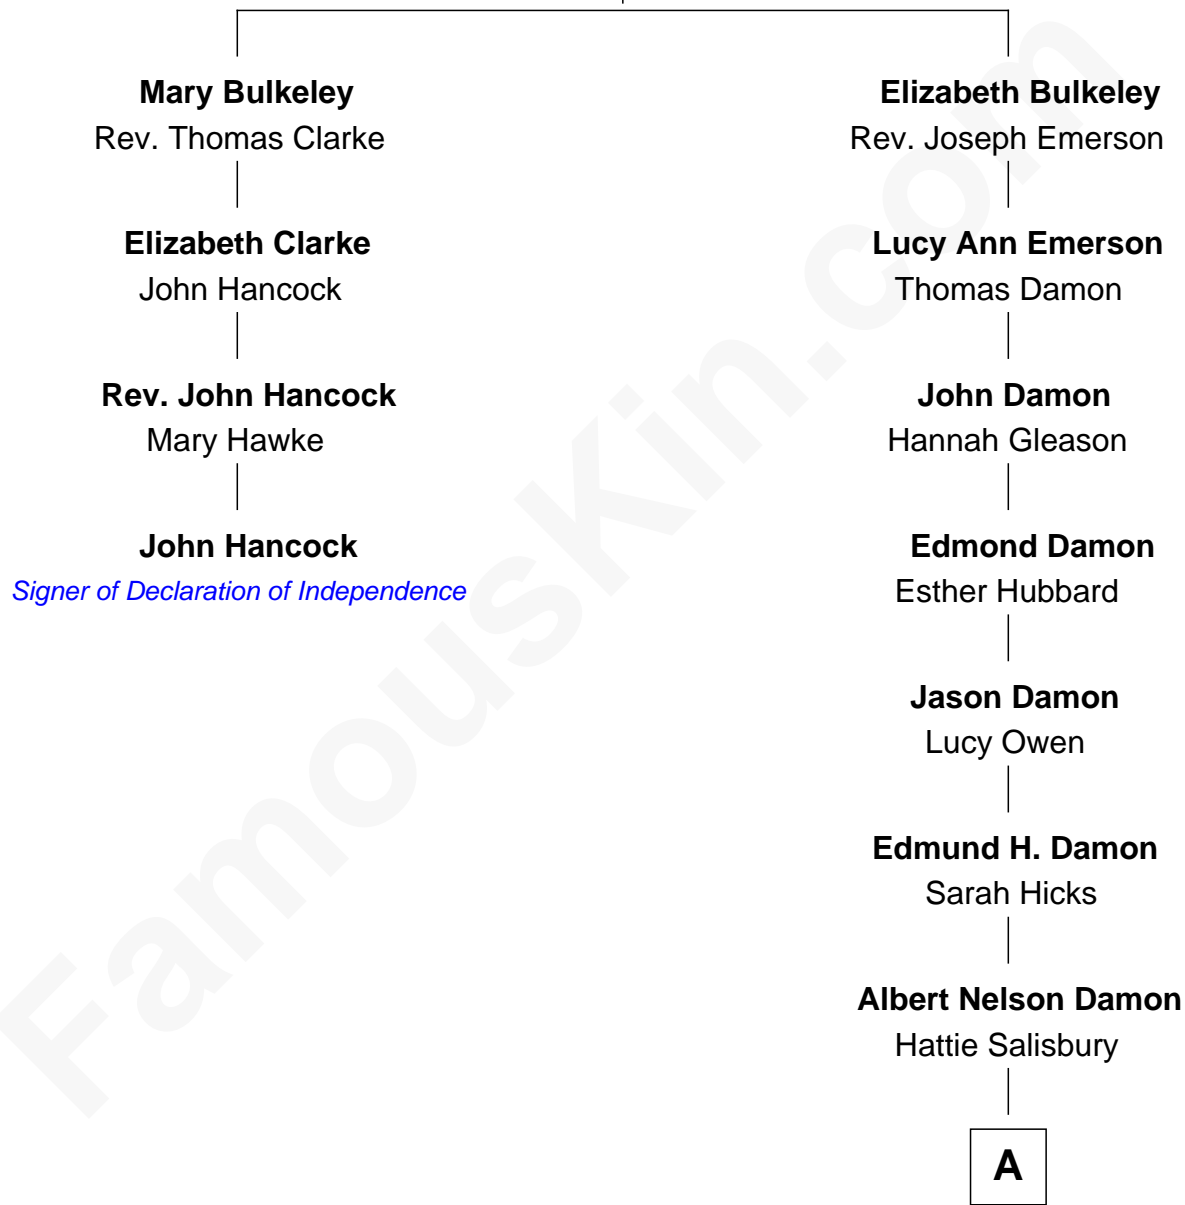 Mary Bulkeley
Rev. Thomas Clarke
Elizabeth Clarke
John Hancock
Rev. John Hancock
Mary Hawke
John Hancock
Signer of Declaration of Independence
Elizabeth Bulkeley
Rev. Joseph Emerson
Lucy Ann Emerson
Thomas Damon
John Damon
Hannah Gleason
Edmond Damon
Esther Hubbard
Jason Damon
Lucy Owen
Edmund H. Damon
Sarah Hicks
Albert Nelson Damon
Hattie Salisbury
A
FamousKin.com